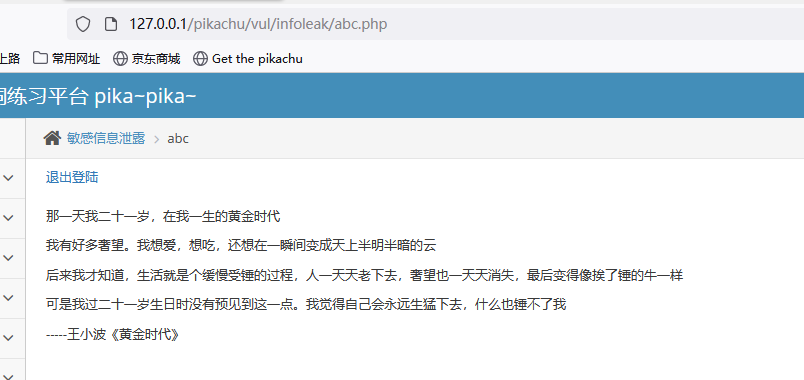 127.0.0.1/pikachu/vul/infoleak/abc.php
上路 常用网址 京东商城 Get the pikachu
练习平台 pika~pika~
敏感信息泄露 > abc
退出登陆
那一天我二十一岁，在我一生的黄金时代
我有好多奢望。我想爱，想吃，还想在一瞬间变成天上半明半暗的云
后来我才知道，生活就是个缓慢受锤的过程，人一天天老下去，奢望也一天天消失，最后变得像挨了锤的牛一样
可是我过二十一岁生日时没有预见到这一点。我觉得自己会永远生猛下去，什么也锤不了我
-----王小波《黄金时代》